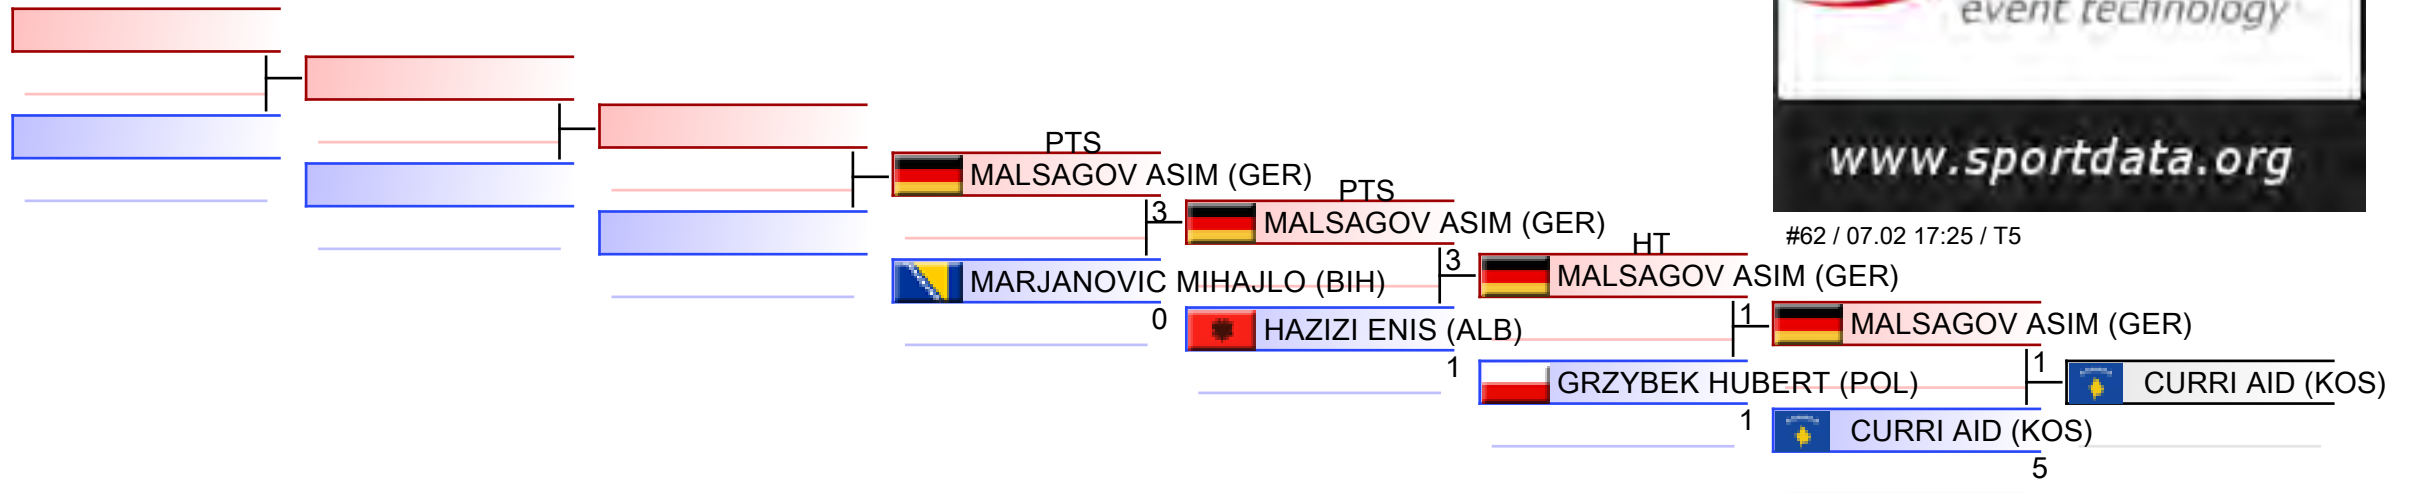 event technology
www.sportdata.org
#62 / 07.02 17:25 / T5
PTS
MALSAGOV ASIM (GER)
3
MARJANOVIC MIHAJLO (BIH)
0
PTS
MALSAGOV ASIM (GER)
3
HAZIZI ENIS (ALB)
1
HT
MALSAGOV ASIM (GER)
1
GRZYBEK HUBERT (POL)
1
MALSAGOV ASIM (GER)
1
CURRI AID (KOS)
5
CURRI AID (KOS)